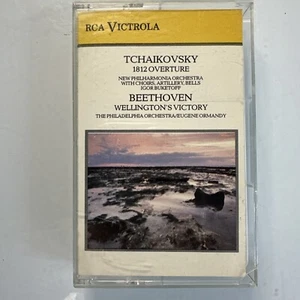 RCA VICTROLA
TCHAIKOVSKY
1812 OVERTURE
NEW PHILHARMONIA ORCHESTRA
WITH CHOIRS, ARTILLERY, BELLS
IGOR BUKETOFF
BEETHOVEN
WELLINGTON'S VICTORY
THE PHILADELPHIA ORCHESTRA/EUGENE ORMANDY